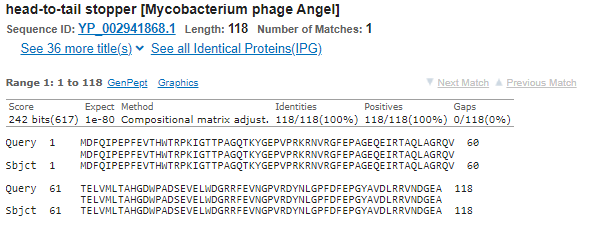 head-to-tail stopper [Mycobacterium phage Angel]
Sequence ID: YP_002941868.1 Length: 118 Number of Matches: 1
See 36 more title(s) See all Identical Proteins(IPG)
Range 1: 1 to 118 GenPept Graphics Next Match Previous Match
Score Expect Method Identities Positives Gaps
242 bits(617) 1e-80 Compositional matrix adjust. 118/118(100%) 118/118(100%) 0/118(0%)
Query 1 MDFQIPEPFEVTHWTRPKIGTTPAGQTKYGEPVPRKRNVRGFEPAGEQEIRTAQLAGRQV 60
MDFQIPEPFEVTHWTRPKIGTTPAGQTKYGEPVPRKRNVRGFEPAGEQEIRTAQLAGRQV
Sbjct 1 MDFQIPEPFEVTHWTRPKIGTTPAGQTKYGEPVPRKRNVRGFEPAGEQEIRTAQLAGRQV 60
Query 61 TELVMLTAHGDWPADSEVELWDGRRFEVNGPVRDYNLGPFDFEPGYAVDLRRVNDGEA 118
TELVMLTAHGDWPADSEVELWDGRRFEVNGPVRDYNLGPFDFEPGYAVDLRRVNDGEA
Sbjct 61 TELVMLTAHGDWPADSEVELWDGRRFEVNGPVRDYNLGPFDFEPGYAVDLRRVNDGEA 118